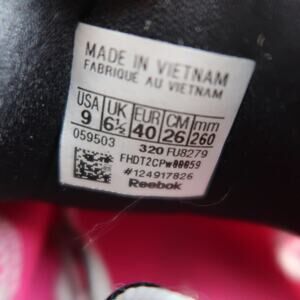 MADE IN VIETNAM
FABRIQUÉ AU VIETNAM
USA UK EUR CM mm
9 6½ 40 26 260
059503 320 FU8279
#124917826
Reebok